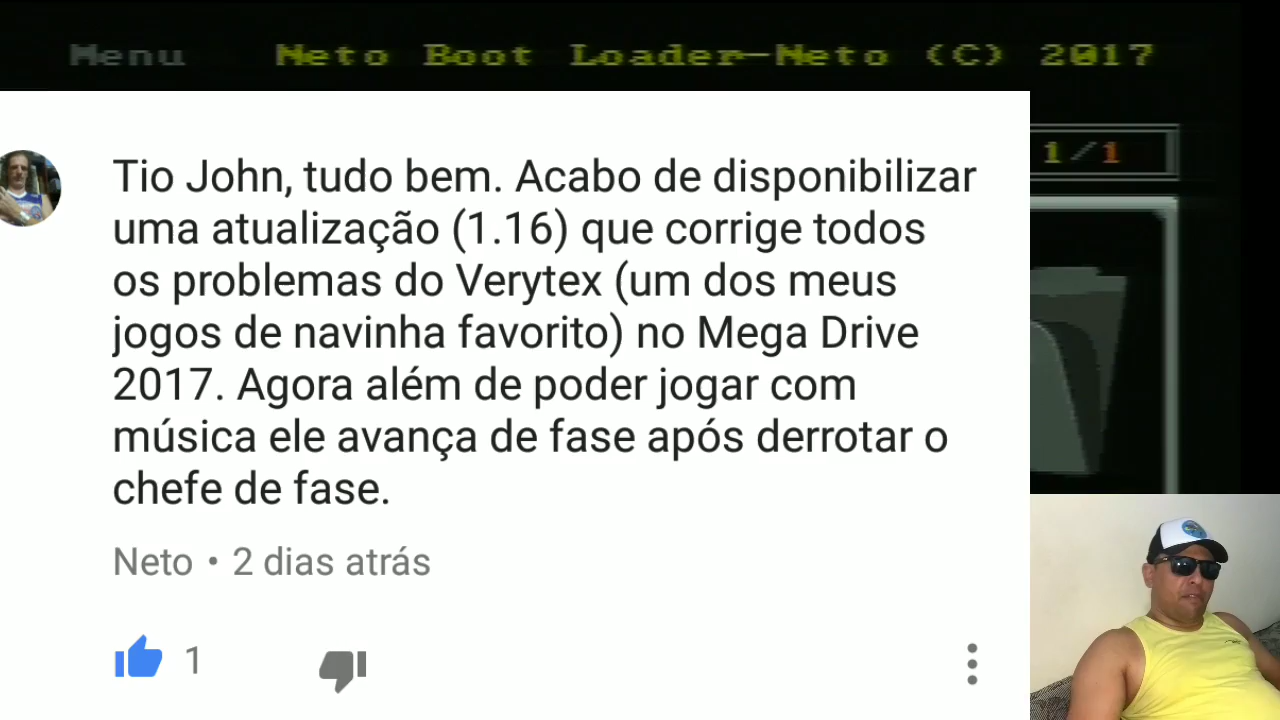 Menu Neto Boot Loader-Neto (C) 2017
1/1
Tio John, tudo bem. Acabo de disponibilizar
uma atualização (1.16) que corrige todos
os problemas do Verytex (um dos meus
jogos de navinha favorito) no Mega Drive
2017. Agora além de poder jogar com
música ele avança de fase após derrotar o
chefe de fase.
Neto • 2 dias atrás
1